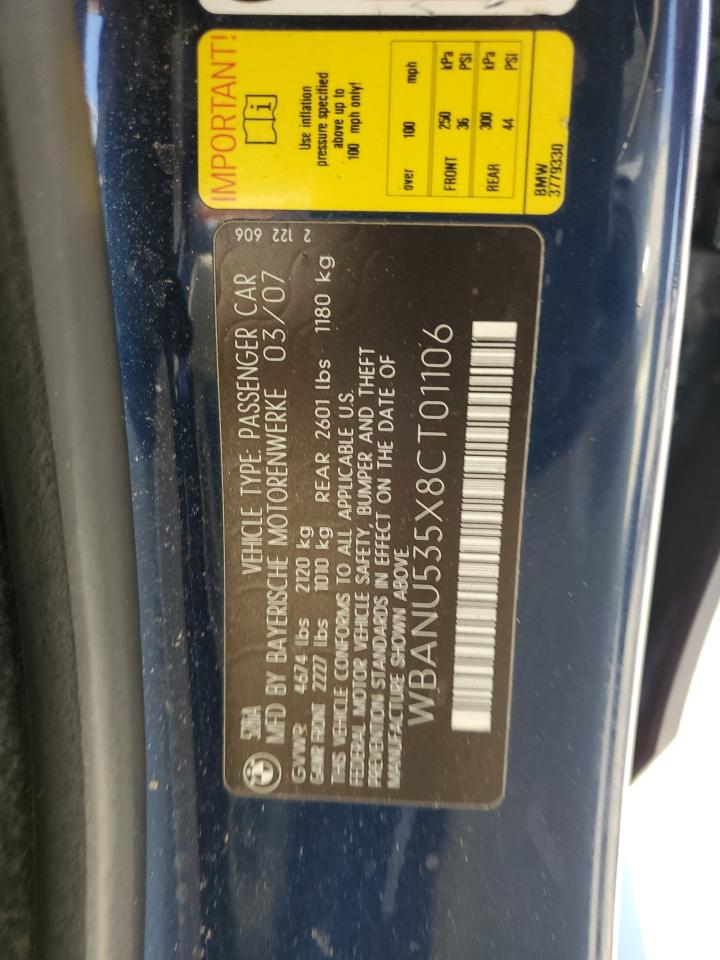 IMPORTANT!
Use inflation
pressure specified
above up to
100 mph only!
over 100 mph
FRONT 250 kPa
36 PSI
REAR 300 kPa
44 PSI
BMW
3779330
2 122 606
VEHICLE TYPE: PASSENGER CAR
MFD BY BAYERISCHE MOTORENWERKE 03/07
GVWR 4674 lbs 2120 kg
GAWR FRONT 2227 lbs 1010 kg REAR 2601 lbs 1180 kg
THIS VEHICLE CONFORMS TO ALL APPLICABLE U.S.
FEDERAL MOTOR VEHICLE SAFETY, BUMPER AND THEFT
PREVENTION STANDARDS IN EFFECT ON THE DATE OF
MANUFACTURE SHOWN ABOVE.
WBANU535X8CT01106